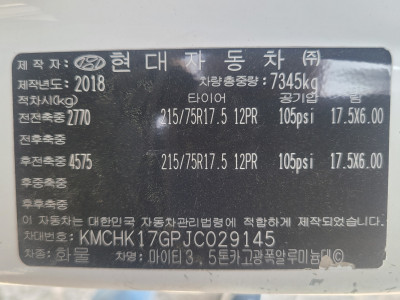 제작자: 현대자동차㈜
제작년도: 2018 차량총중량: 7345kg
적차시(kg) 타이어 공기압 림
전전축중 2770 215/75R17.5 12PR 105psi 17.5X6.00
전후축중
후전축중 4575 215/75R17.5 12PR 105psi 17.5X6.00
후중축중
후후축중
이 자동차는 대한민국 자동차관리법령에 적합하게 제작되었습니다.
차대번호: KMCHK17GPJC029145
차종: 화물 차명: 마이티3.5톤카고광폭알루미늄데